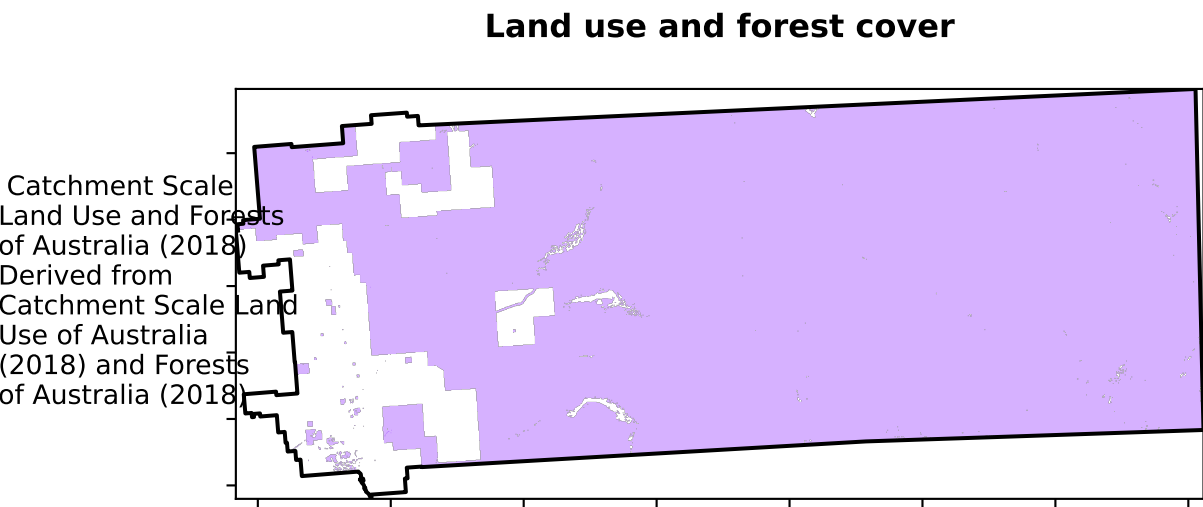 Land use and forest cover
Catchment Scale
Land Use and Forests
of Australia (2018)
Derived from
Catchment Scale Land
Use of Australia
(2018) and Forests
of Australia (2018)